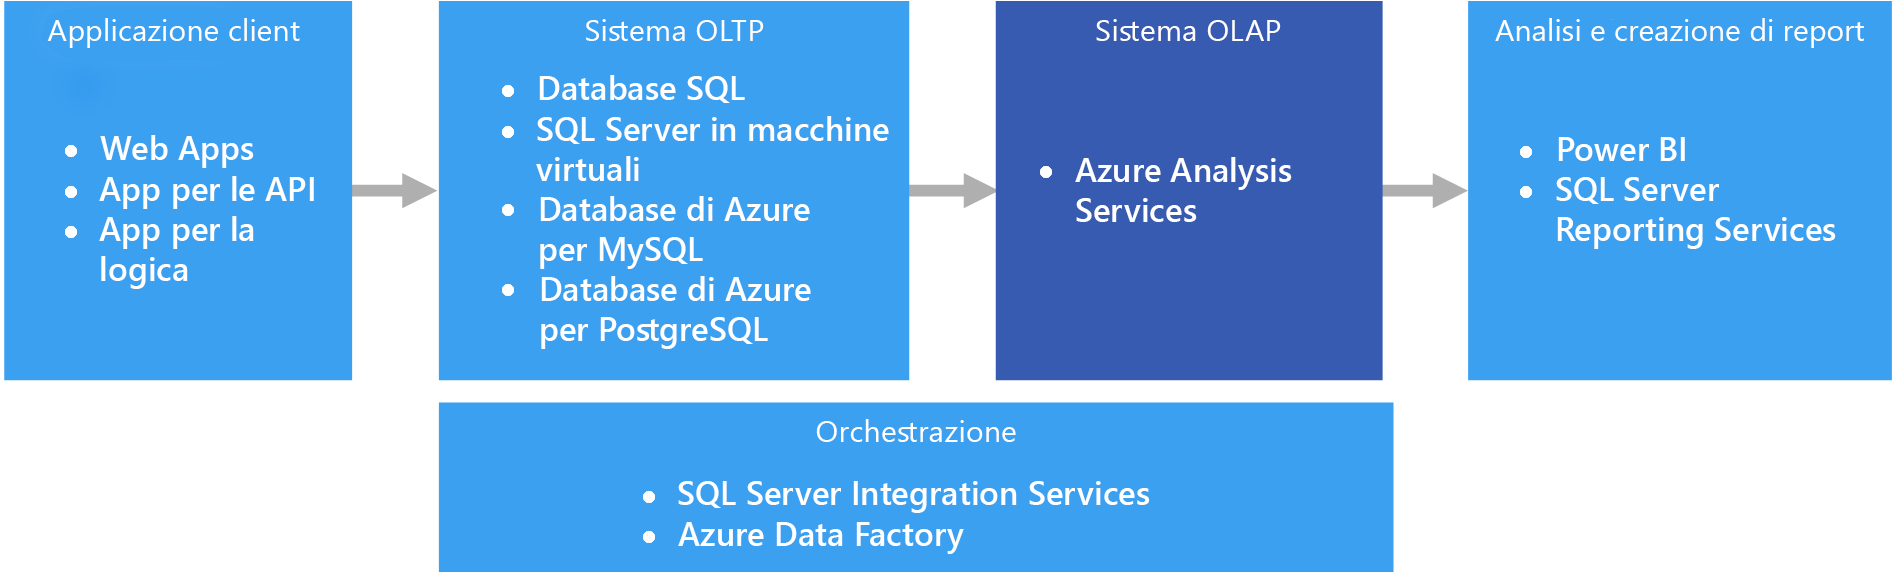 Applicazione client
• Web Apps
• App per le API
• App per la
logica
Sistema OLTP
• Database SQL
• SQL Server in macchine
virtuali
• Database di Azure
per MySQL
• Database di Azure
per PostgreSQL
Sistema OLAP
• Azure Analysis
Services
Analisi e creazione di report
• Power BI
• SQL Server
Reporting Services
Orchestrazione
• SQL Server Integration Services
• Azure Data Factory